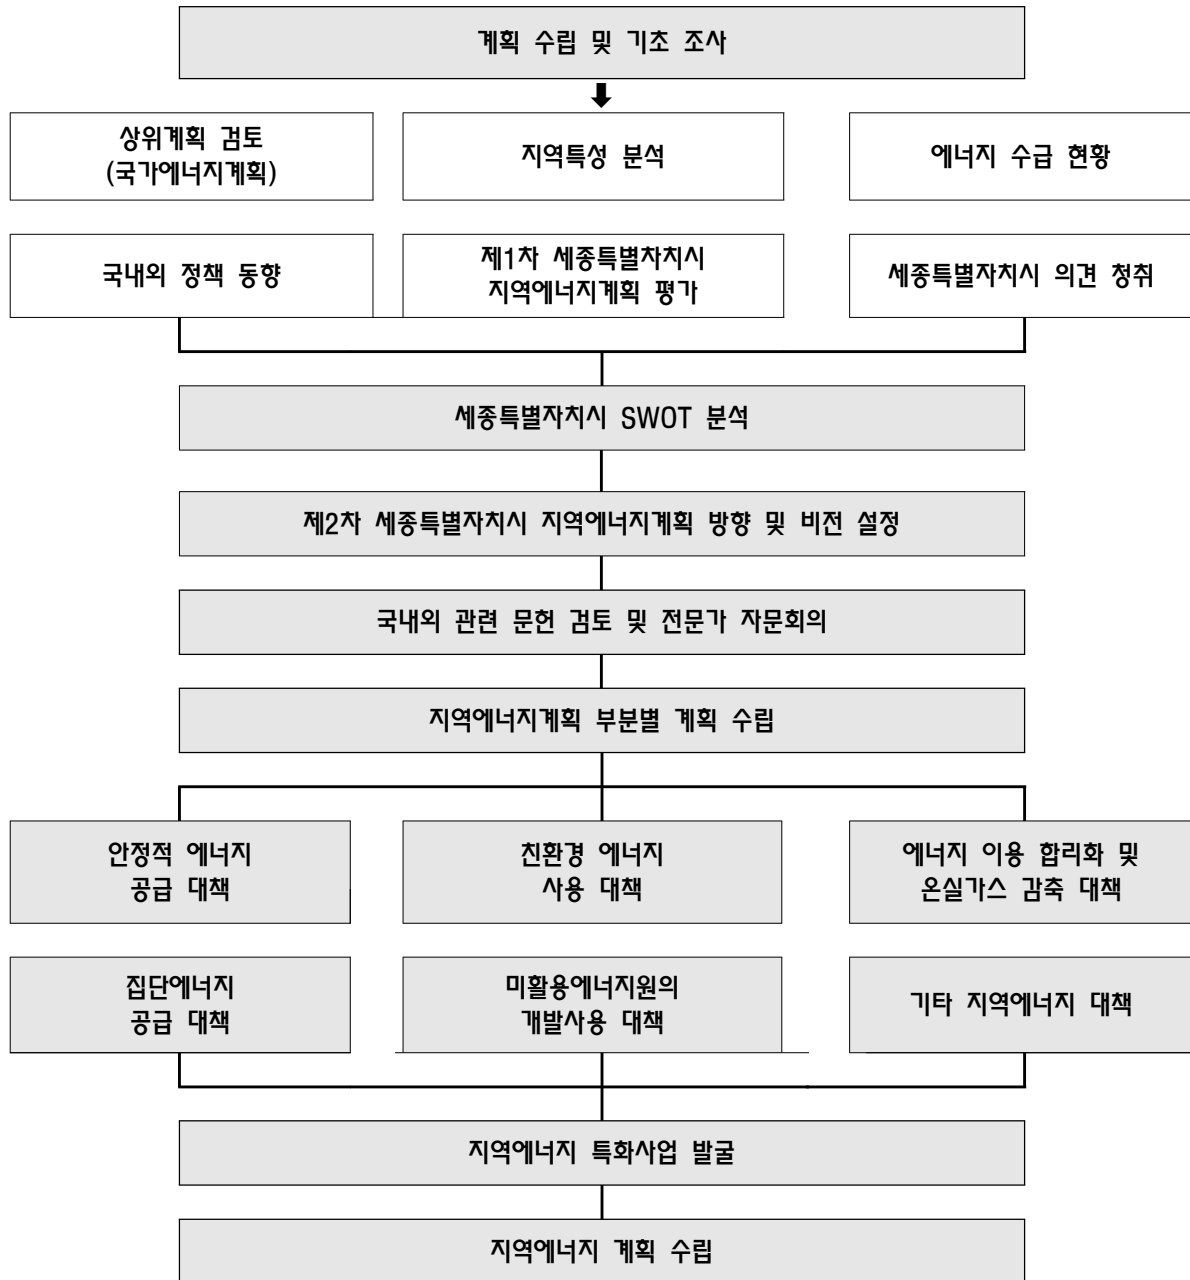 계획 수립 및 기초 조사
상위계획 검토
(국가에너지계획)
지역특성 분석
에너지 수급 현황
국내외 정책 동향
제1차 세종특별자치시
지역에너지계획 평가
세종특별자치시 의견 청취
세종특별자치시 SWOT 분석
제2차 세종특별자치시 지역에너지계획 방향 및 비전 설정
국내외 관련 문헌 검토 및 전문가 자문회의
지역에너지계획 부분별 계획 수립
안정적 에너지
공급 대책
친환경 에너지
사용 대책
에너지 이용 합리화 및
온실가스 감축 대책
집단에너지
공급 대책
미활용에너지원의
개발사용 대책
기타 지역에너지 대책
지역에너지 특화사업 발굴
지역에너지 계획 수립